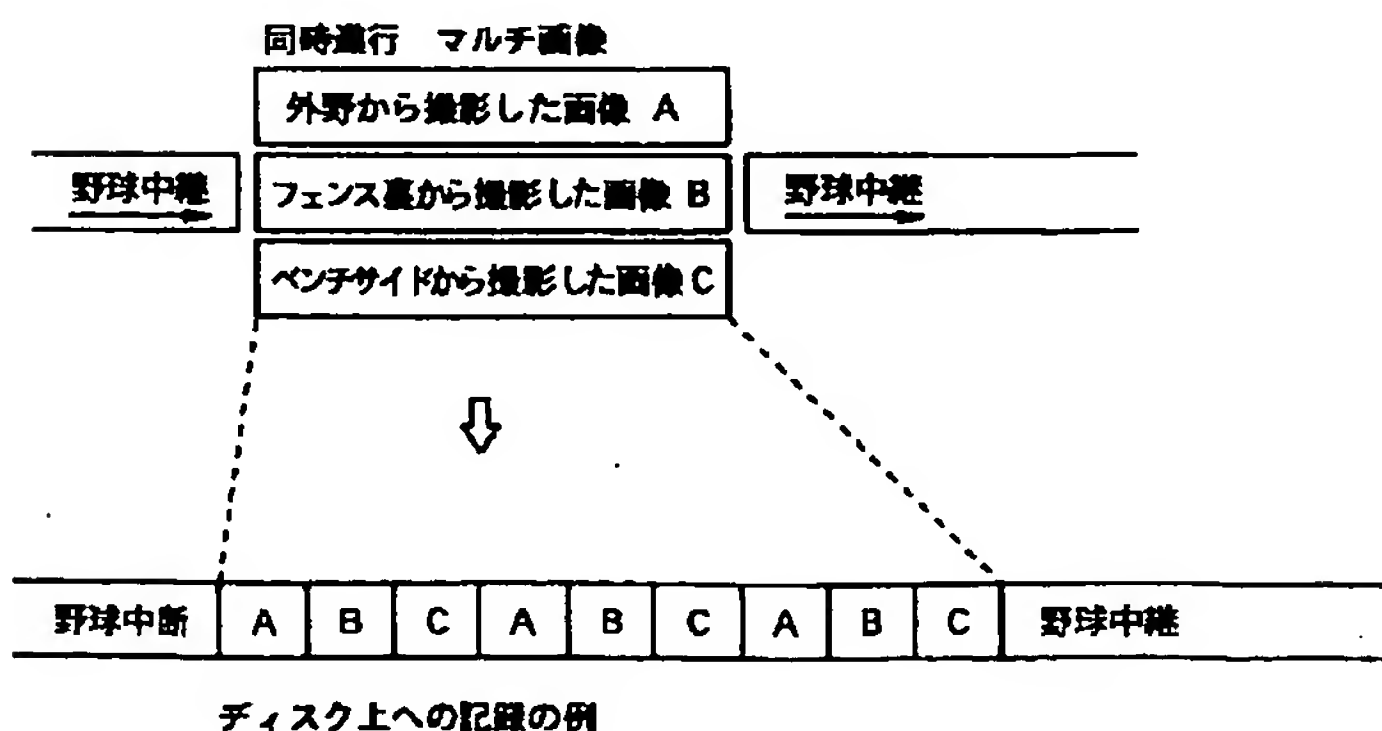 同時進行 マルチ画像
外野から撮影した画像 A
野球中継
フェンス裏から撮影した画像 B
野球中継
ベンチサイドから撮影した画像 C
野球中断 A B C A B C A B C 野球中継
ディスク上への記録の例